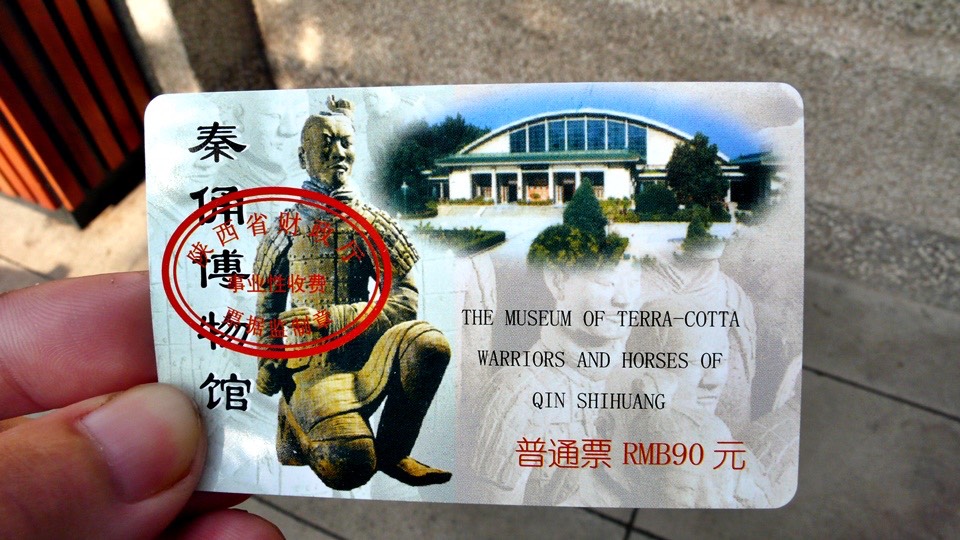 秦俑博物馆
陕西省财政厅
事业性收费
票据监制章
THE MUSEUM OF TERRA-COTTA
WARRIORS AND HORSES OF
QIN SHIHUANG
普通票 RMB90 元